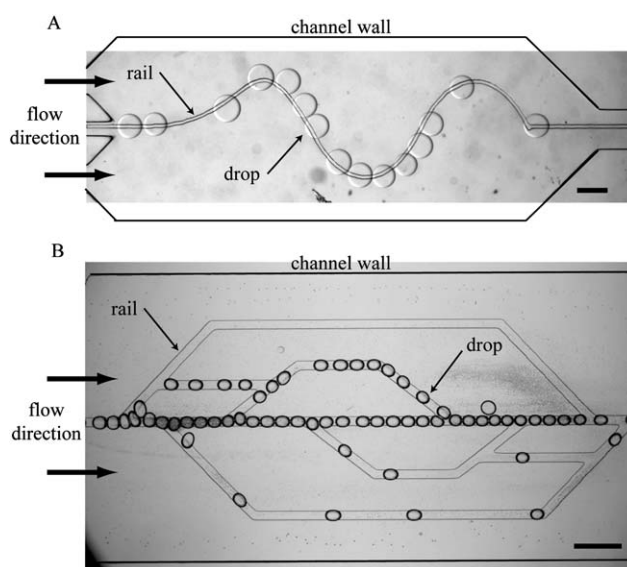 A
channel wall
rail
flow
direction
drop
B
channel wall
rail
drop
flow
direction